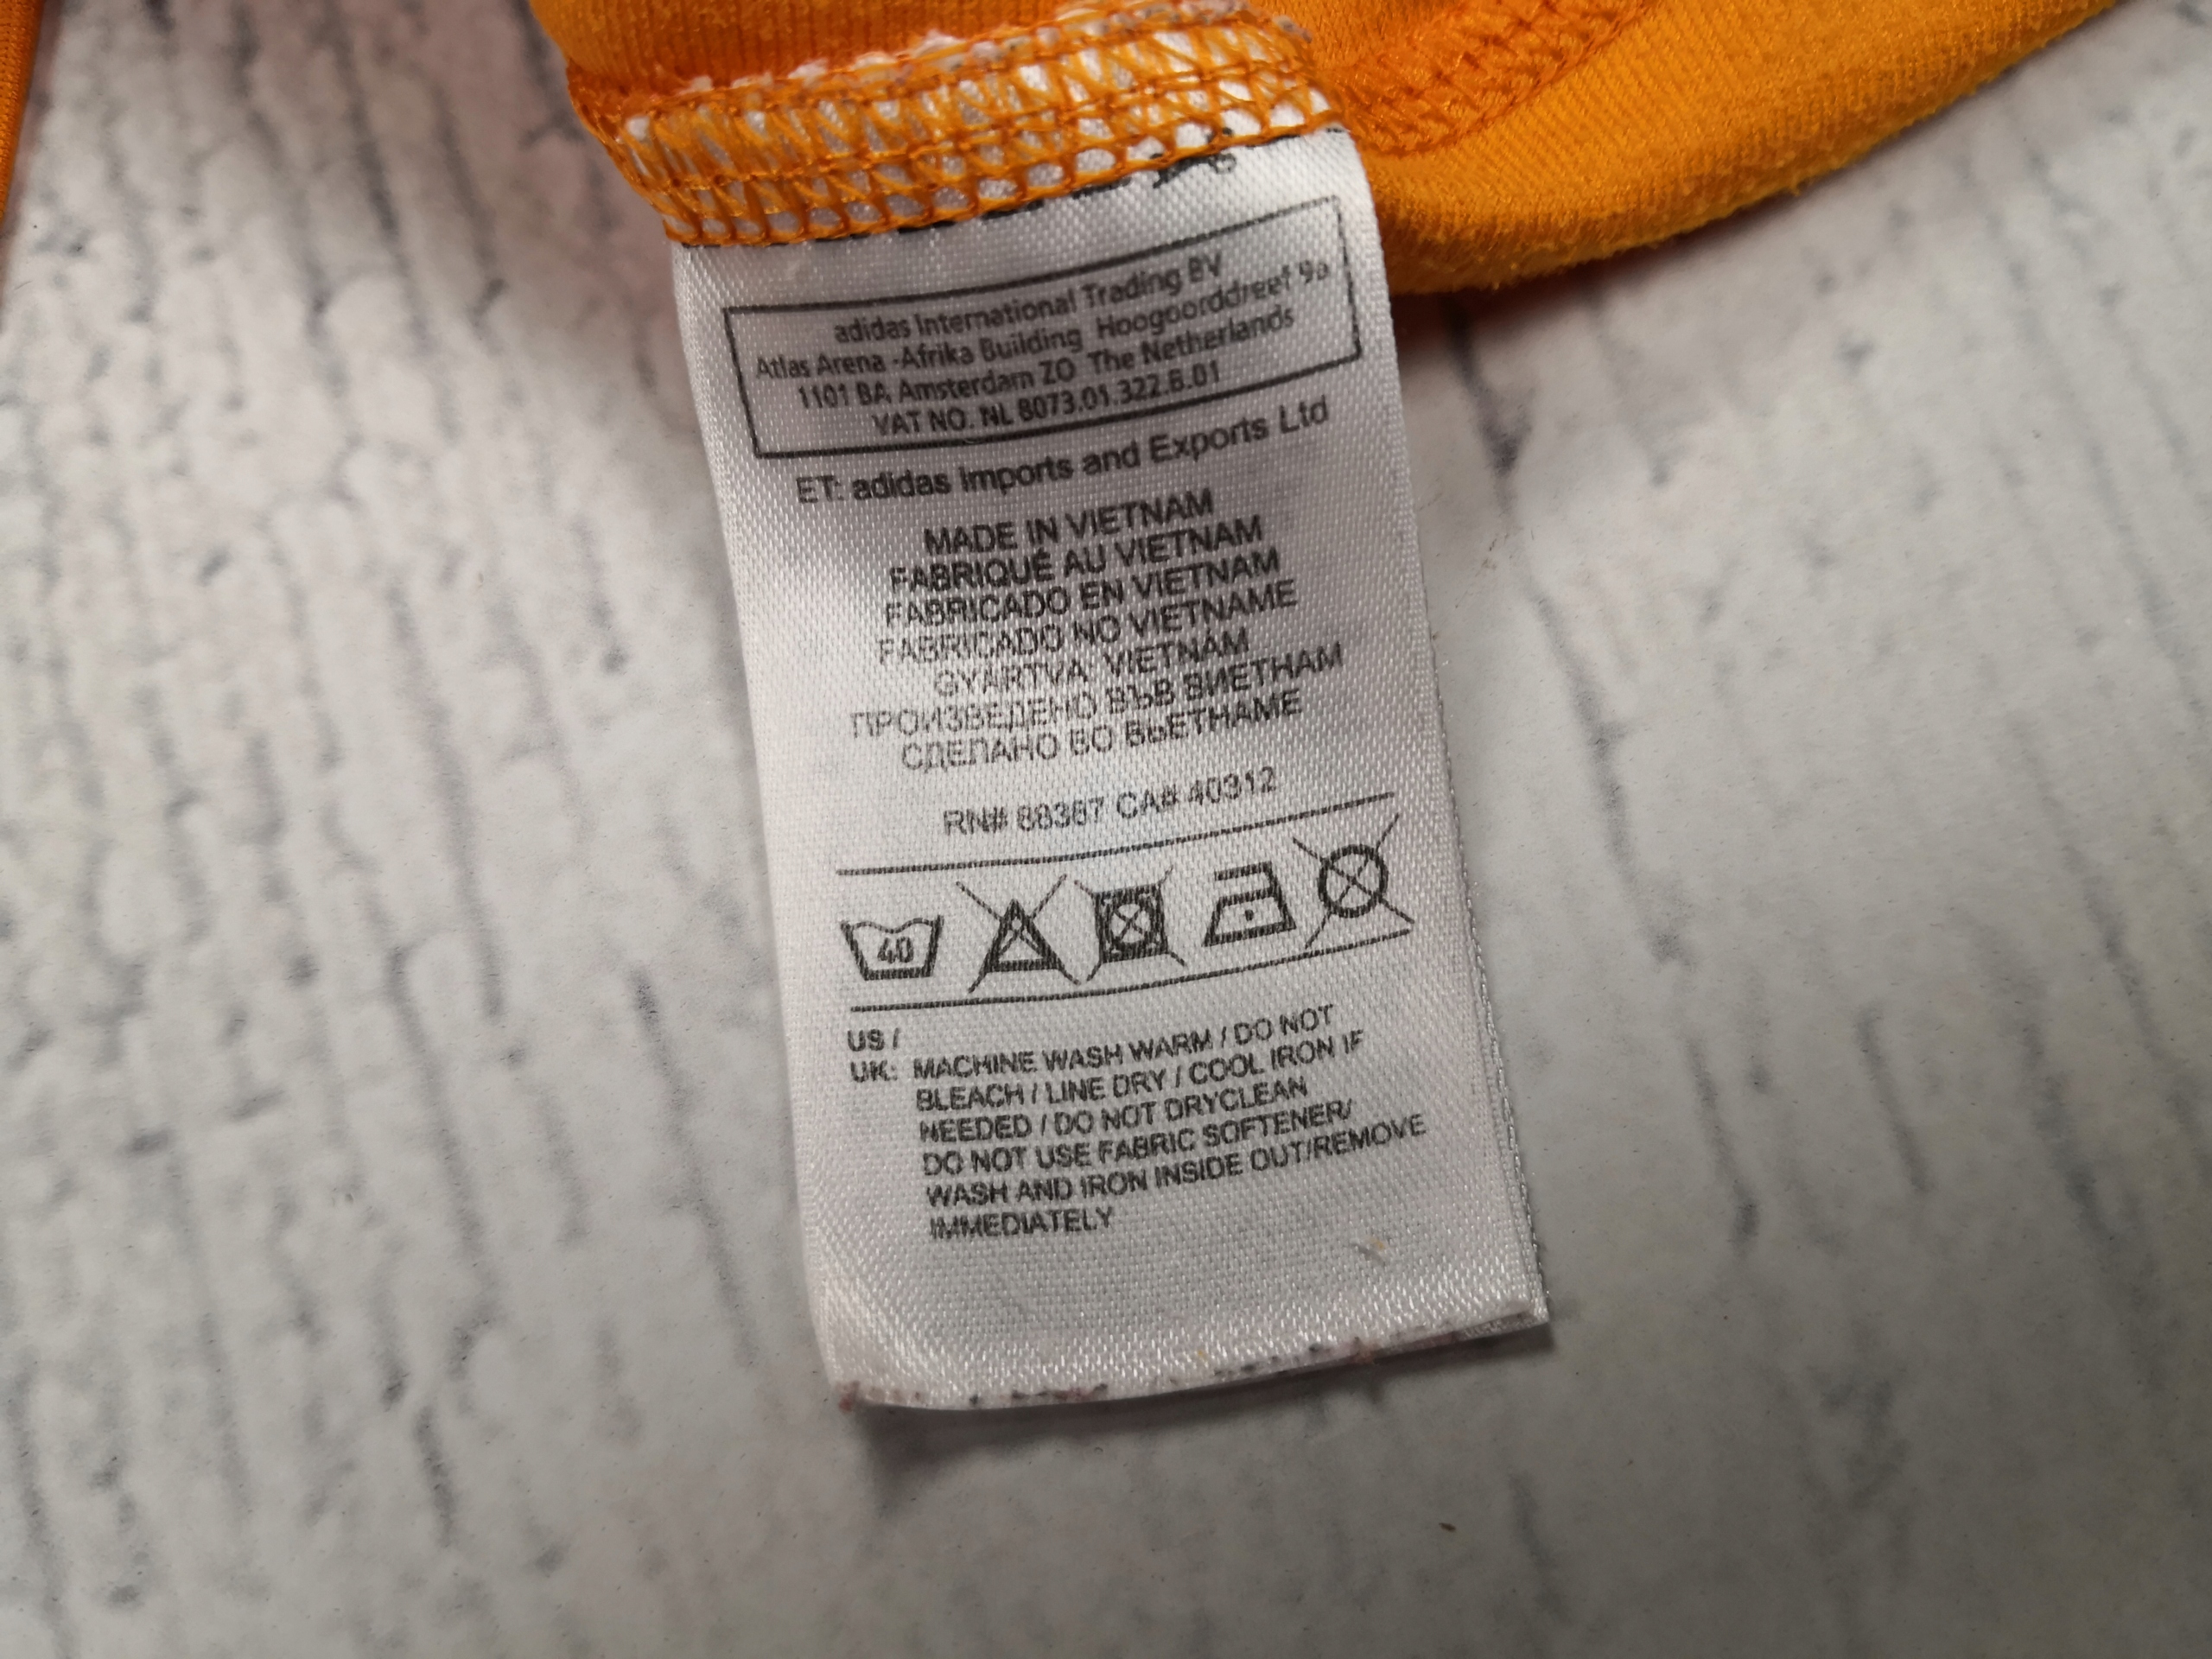 adidas International Trading BV
Atlas Arena -Afrika Building Hoogoorddreef 9a
1101 BA Amsterdam ZO The Netherlands
VAT NO. NL 8073.01.322.B.01
ET: adidas Imports and Exports Ltd
MADE IN VIETNAM
FABRIQUÉ AU VIETNAM
FABRICADO EN VIETNAM
FABRICADO NO VIETNAME
GYÁRTVA VIETNÁM
ПРОИЗВЕДЕНО ВЪВ ВИЕТНАМ
СДЕЛАНО ВО ВЬЕТНАМЕ
RN# 88387 CA# 40312
40
US /
UK: MACHINE WASH WARM / DO NOT
BLEACH / LINE DRY / COOL IRON IF
NEEDED / DO NOT DRYCLEAN
DO NOT USE FABRIC SOFTENER/
WASH AND IRON INSIDE OUT/REMOVE
IMMEDIATELY